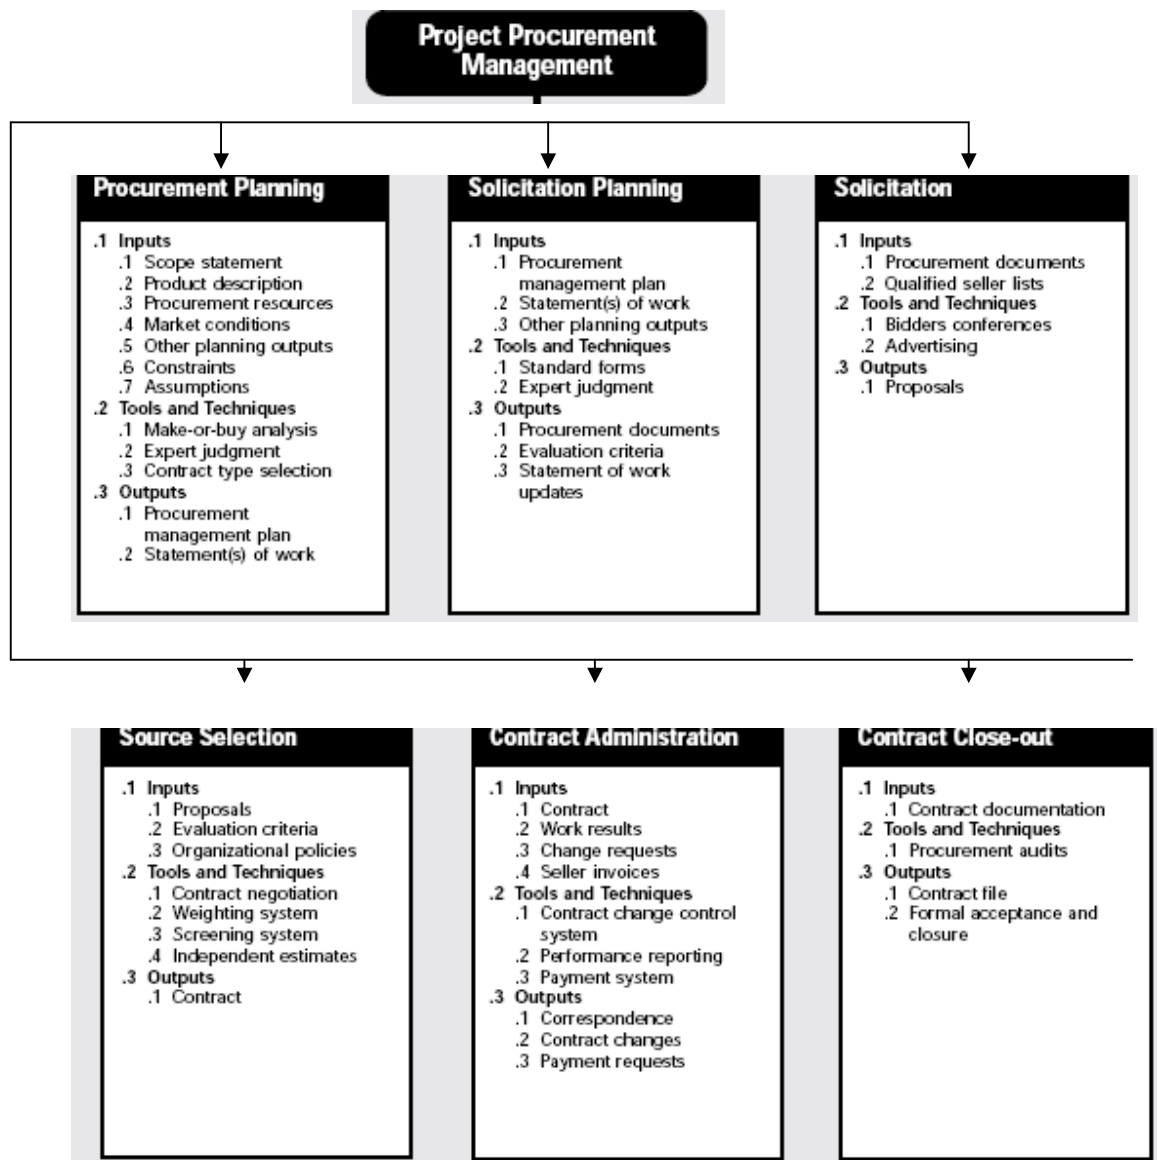 Project Procurement
Management
Procurement Planning
.1 Inputs
.1 Scope statement
.2 Product description
.3 Procurement resources
.4 Market conditions
.5 Other planning outputs
.6 Constraints
.7 Assumptions
.2 Tools and Techniques
.1 Make-or-buy analysis
.2 Expert judgment
.3 Contract type selection
.3 Outputs
.1 Procurement
management plan
.2 Statement(s) of work
Solicitation Planning
.1 Inputs
.1 Procurement
management plan
.2 Statement(s) of work
.3 Other planning outputs
.2 Tools and Techniques
.1 Standard forms
.2 Expert judgment
.3 Outputs
.1 Procurement documents
.2 Evaluation criteria
.3 Statement of work
updates
Solicitation
.1 Inputs
.1 Procurement documents
.2 Qualified seller lists
.2 Tools and Techniques
.1 Bidders conferences
.2 Advertising
.3 Outputs
.1 Proposals
Source Selection
.1 Inputs
.1 Proposals
.2 Evaluation criteria
.3 Organizational policies
.2 Tools and Techniques
.1 Contract negotiation
.2 Weighting system
.3 Screening system
.4 Independent estimates
.3 Outputs
.1 Contract
Contract Administration
.1 Inputs
.1 Contract
.2 Work results
.3 Change requests
.4 Seller invoices
.2 Tools and Techniques
.1 Contract change control
system
.2 Performance reporting
.3 Payment system
.3 Outputs
.1 Correspondence
.2 Contract changes
.3 Payment requests
Contract Close-out
.1 Inputs
.1 Contract documentation
.2 Tools and Techniques
.1 Procurement audits
.3 Outputs
.1 Contract file
.2 Formal acceptance and
closure